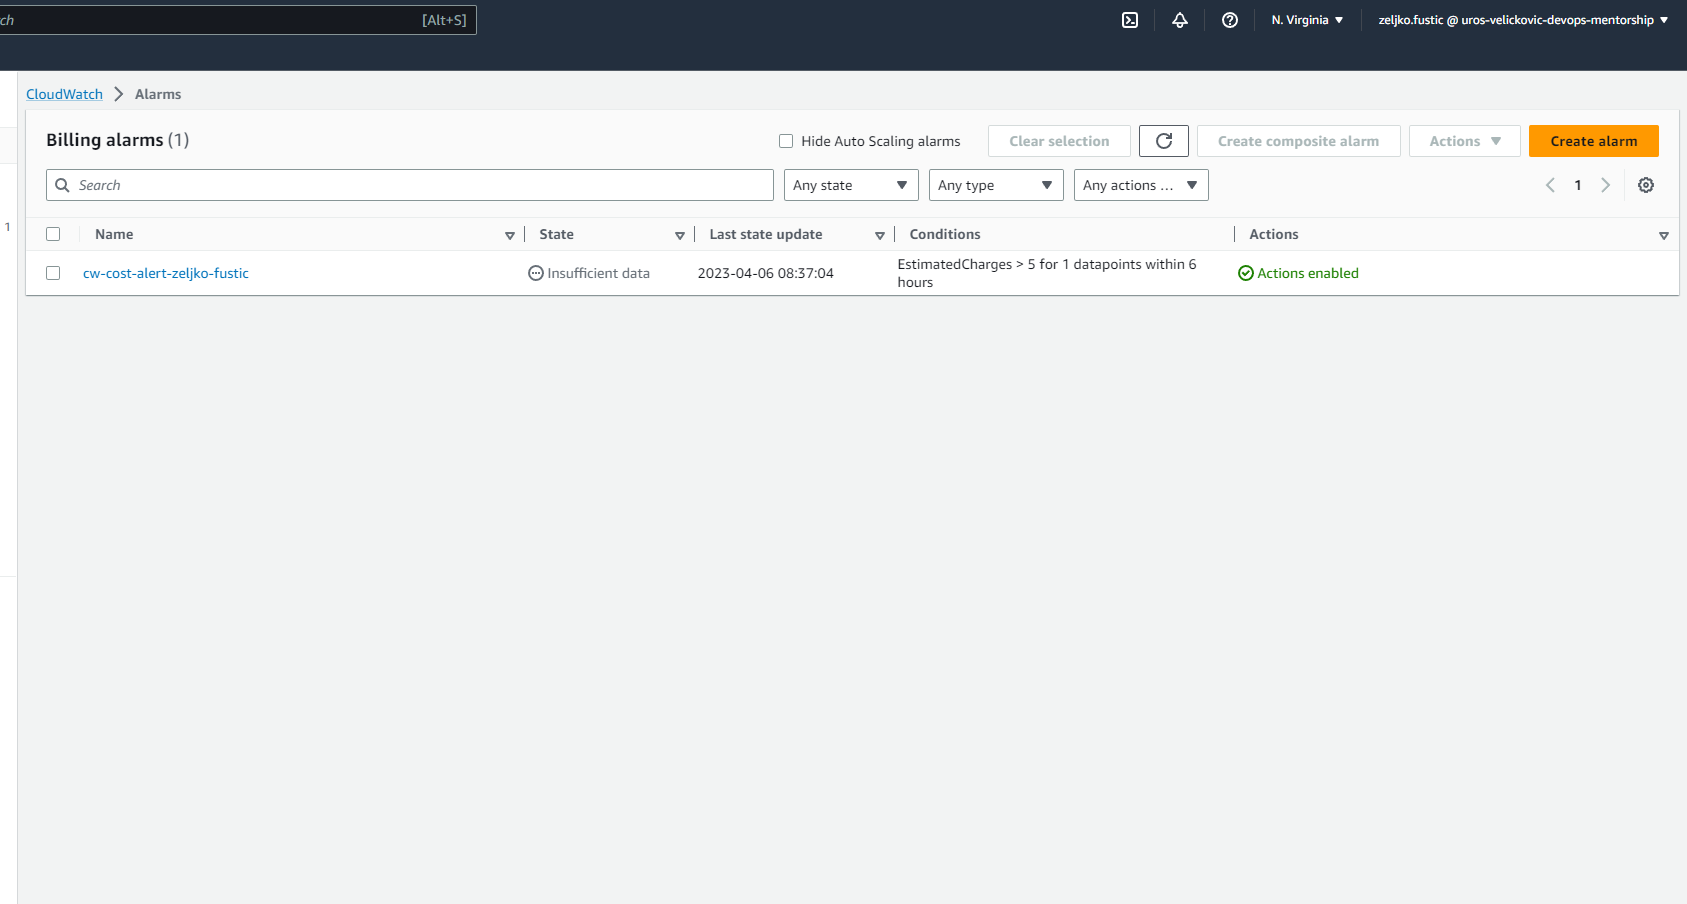 ch [Alt+S] N. Virginia ▼ zeljko.fustic @ uros-velickovic-devops-mentorship ▼
CloudWatch > Alarms
Billing alarms (1) Hide Auto Scaling alarms Clear selection Create composite alarm Actions ▼ Create alarm
Search Any state ▼ Any type ▼ Any actions ... ▼ < 1 >
1
Name State Last state update Conditions Actions
cw-cost-alert-zeljko-fustic Insufficient data 2023-04-06 08:37:04 EstimatedCharges > 5 for 1 datapoints within 6
hours Actions enabled